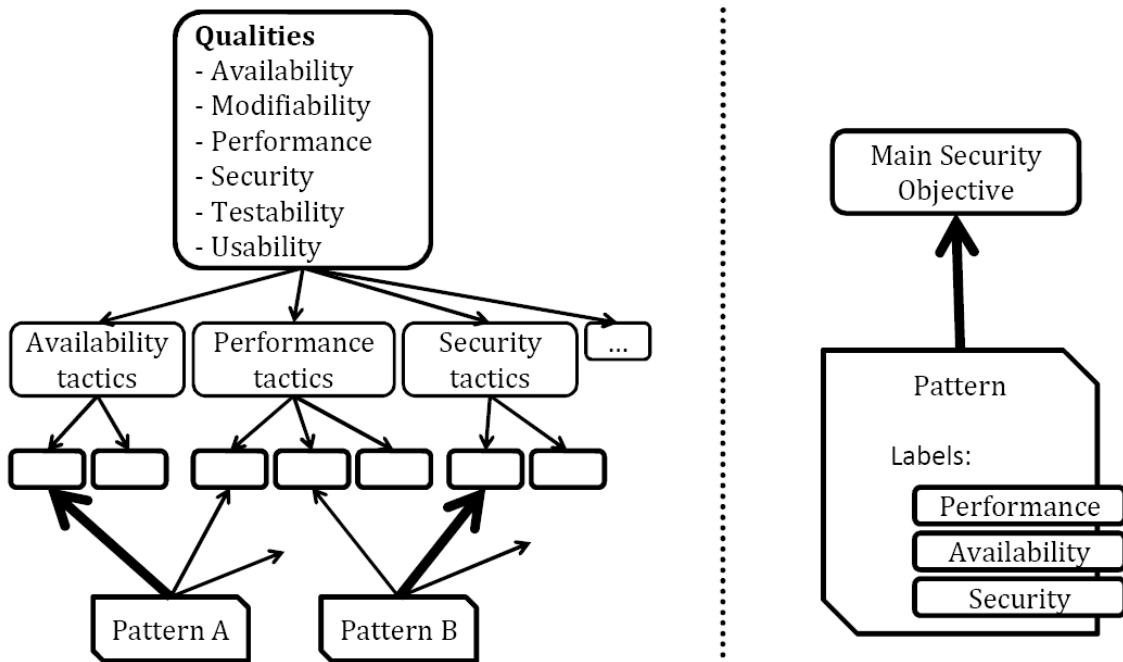 Qualities
- Availability
- Modifiability
- Performance
- Security
- Testability
- Usability
Availability
tactics
Performance
tactics
Security
tactics
...
Pattern A
Pattern B
Main Security
Objective
Pattern
Labels:
Performance
Availability
Security